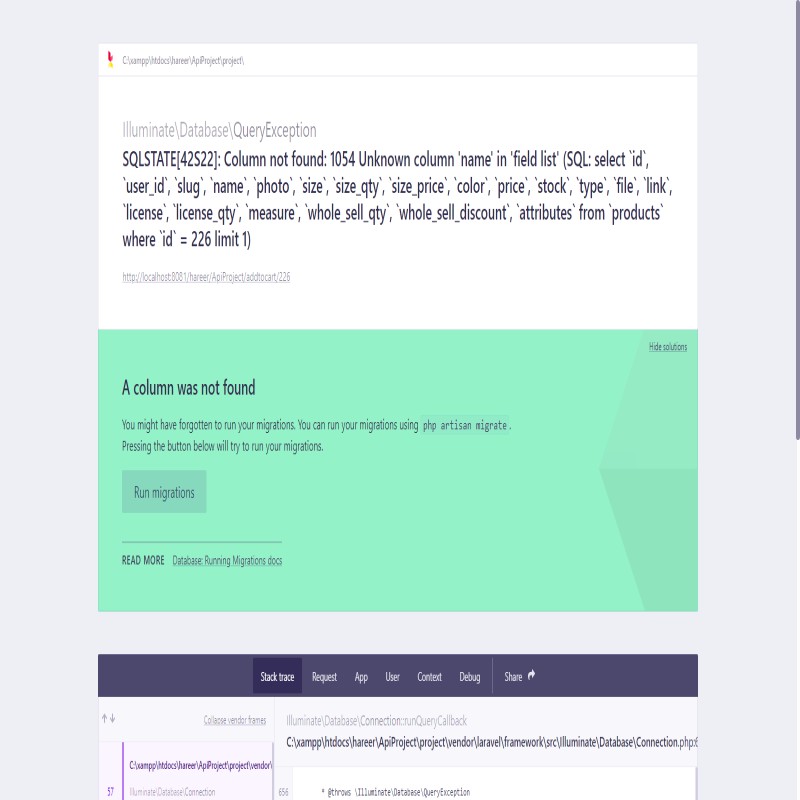 C:\xampp\htdocs\hareer\ApiProject\project\
Illuminate\Database\QueryException
SQLSTATE[42S22]: Column not found: 1054 Unknown column 'name' in 'field list' (SQL: select `id`,
`user_id`, `slug`, `name`, `photo`, `size`, `size_qty`, `size_price`, `color`, `price`, `stock`, `type`, `file`, `link`,
`license`, `license_qty`, `measure`, `whole_sell_qty`, `whole_sell_discount`, `attributes` from `products`
where `id` = 226 limit 1)
http://localhost:8081/hareer/ApiProject/addtocart/226
Hide solutions
A column was not found
You might have forgotten to run your migrations. You can run your migrations using php artisan migrate.
Pressing the button below will try to run your migrations.
Run migrations
READ MORE Database: Running Migrations docs
Stack trace Request App User Context Debug Share
Collapse vendor frames
Illuminate\Database\Connection::runQueryCallback
C:\xampp\htdocs\hareer\ApiProject\project\vendor\laravel\framework\src\Illuminate\Database\Connection.php:
C:\xampp\htdocs\hareer\ApiProject\project\vendor\
57 Illuminate\Database\Connection
656 * @throws \Illuminate\Database\QueryException